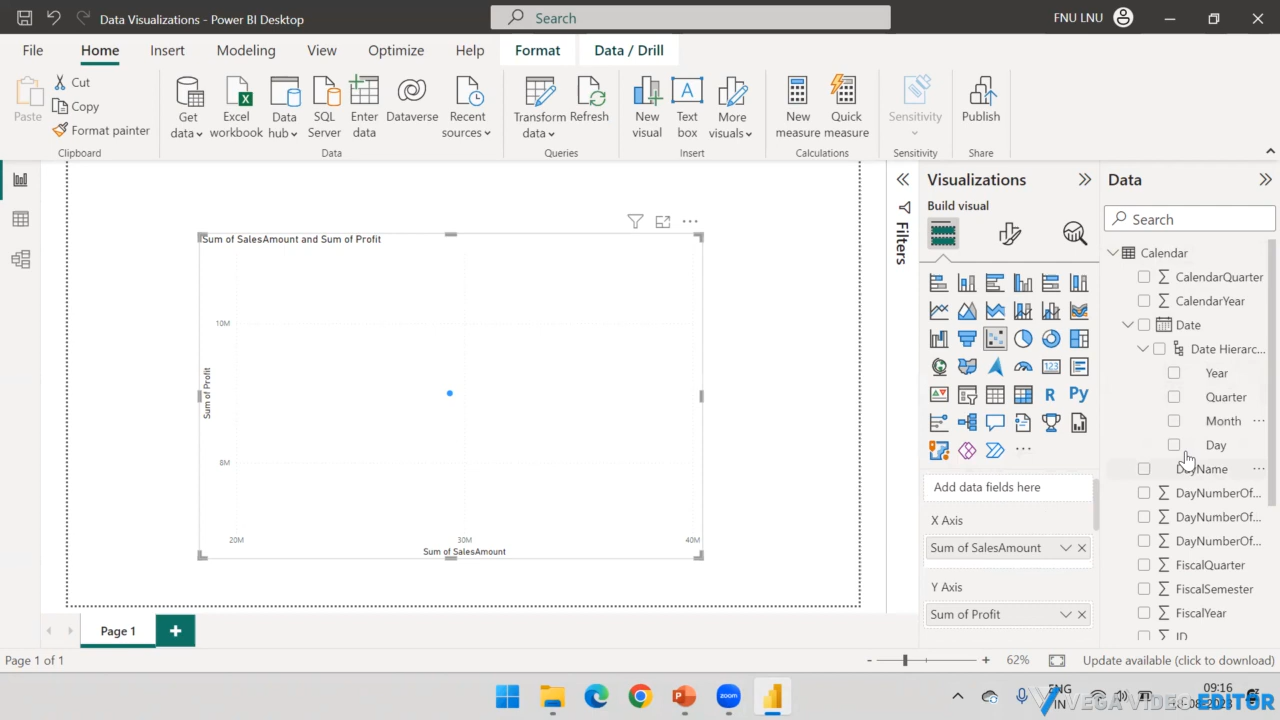 Data Visualizations - Power BI Desktop
Search
FNU LNU
File
Home
Insert
Modeling
View
Optimize
Help
Format
Data / Drill
Paste
Cut
Copy
Format painter
Clipboard
Get
data
Excel
workbook
Data
hub
SQL
Server
Enter
data
Dataverse
Recent
sources
Data
Transform
data
Refresh
Queries
New
visual
Text
box
More
visuals
Insert
New
measure
Quick
measure
Calculations
Sensitivity
Sensitivity
Publish
Share
Sum of SalesAmount and Sum of Profit
10M
8M
Sum of Profit
20M
30M
40M
Sum of SalesAmount
Filters
Visualizations
Build visual
123
R
Py
Add data fields here
X Axis
Sum of SalesAmount
Y Axis
Sum of Profit
Data
Search
Calendar
CalendarQuarter
CalendarYear
Date
Date Hierarc...
Year
Quarter
Month
Day
DayName
DayNumberOf...
DayNumberOf...
DayNumberOf...
FiscalQuarter
FiscalSemester
FiscalYear
ID
Page 1
Page 1 of 1
62%
Update available (click to download)
zoom
ENG
IN
09:16
08-2023
VEGA VIDEO EDITOR